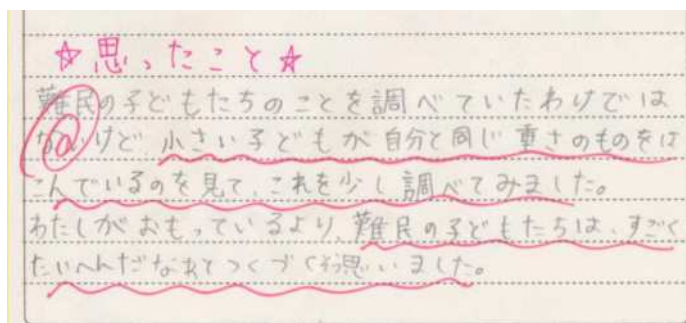 ☆思ったこと☆
難民の子どもたちのことを調べていたわけでは
ないけど 小さい子どもが自分と同じ重さのものをは
こんでいるのを見て、これを少し調べてみました。
わたしがおもっているより、難民の子どもたちは、すごく
たいへんだなあとつくづく思いました。